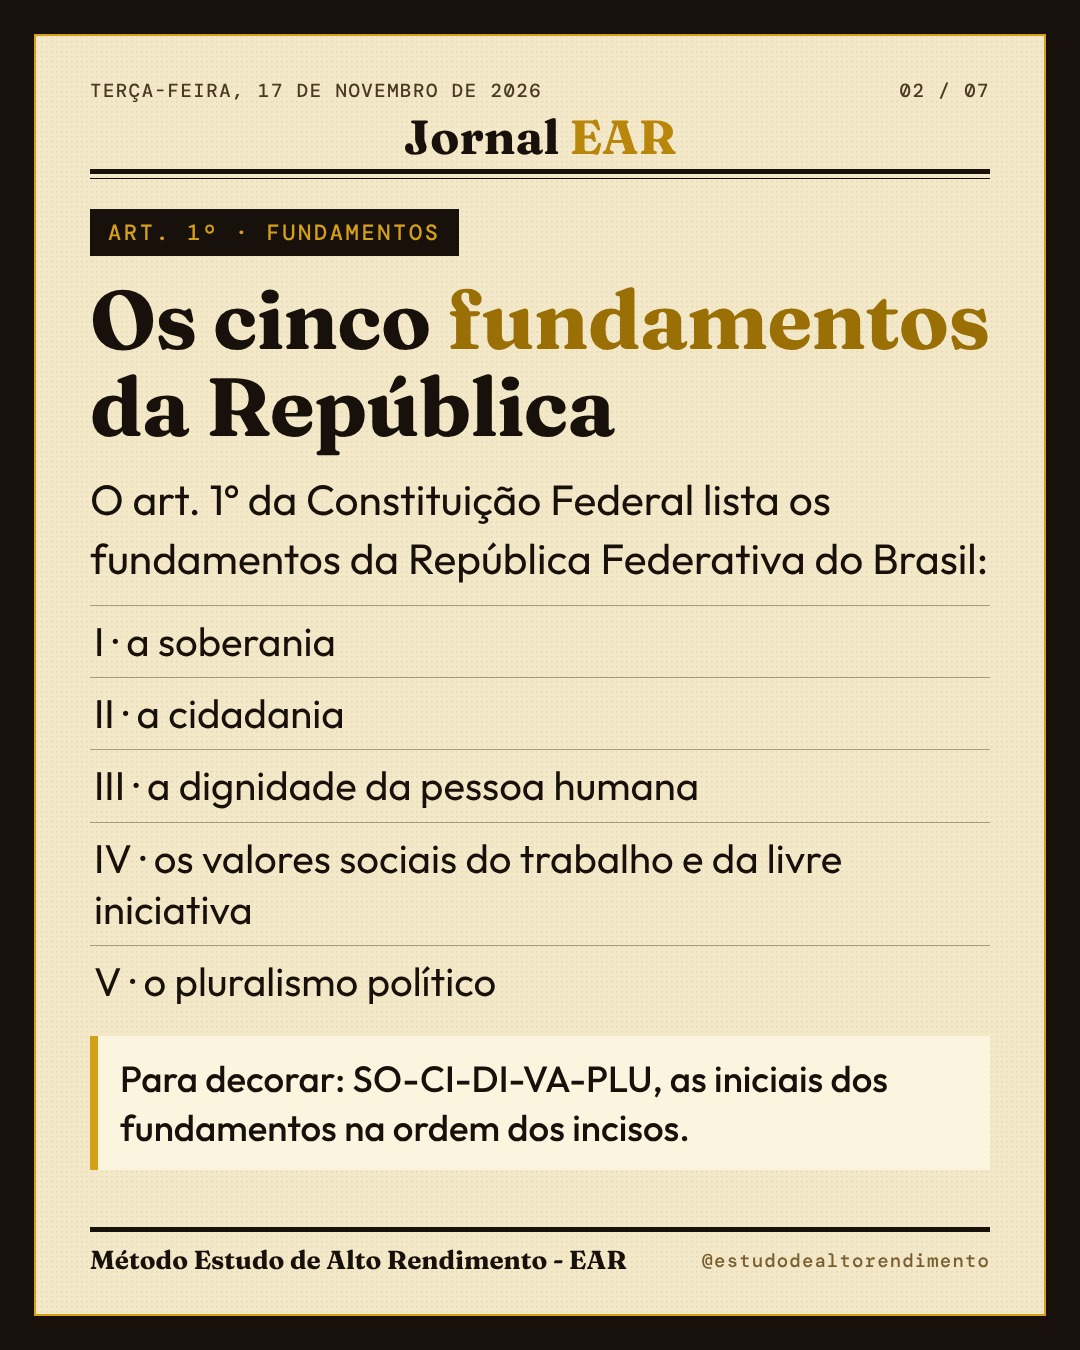 TERÇA-FEIRA, 17 DE NOVEMBRO DE 2026
02 / 07
Jornal EAR
ART. 1º · FUNDAMENTOS
Os cinco fundamentos
da República
O art. 1º da Constituição Federal lista os
fundamentos da República Federativa do Brasil:
I · a soberania
II · a cidadania
III · a dignidade da pessoa humana
IV · os valores sociais do trabalho e da livre
iniciativa
V · o pluralismo político
Para decorar: SO-CI-DI-VA-PLU, as iniciais dos
fundamentos na ordem dos incisos.
Método Estudo de Alto Rendimento - EAR
@estudodealtorendimento